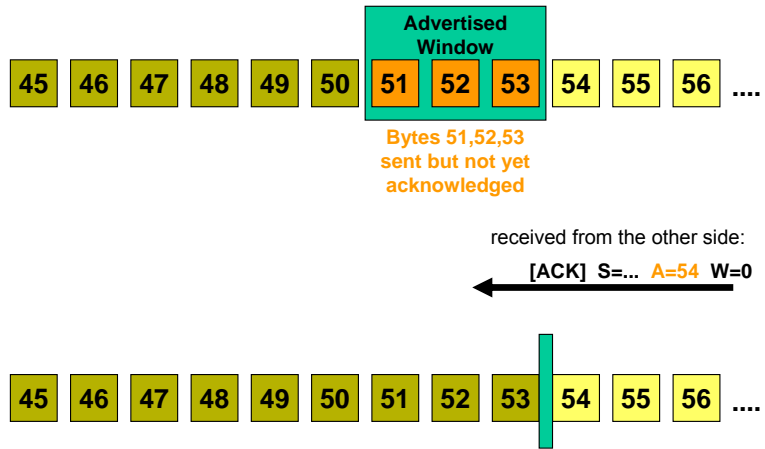 Advertised
Window
45 46 47 48 49 50 51 52 53 54 55 56 ....
Bytes 51,52,53
sent but not yet
acknowledged
received from the other side:
[ACK] S=... A=54 W=0
45 46 47 48 49 50 51 52 53 54 55 56 ....